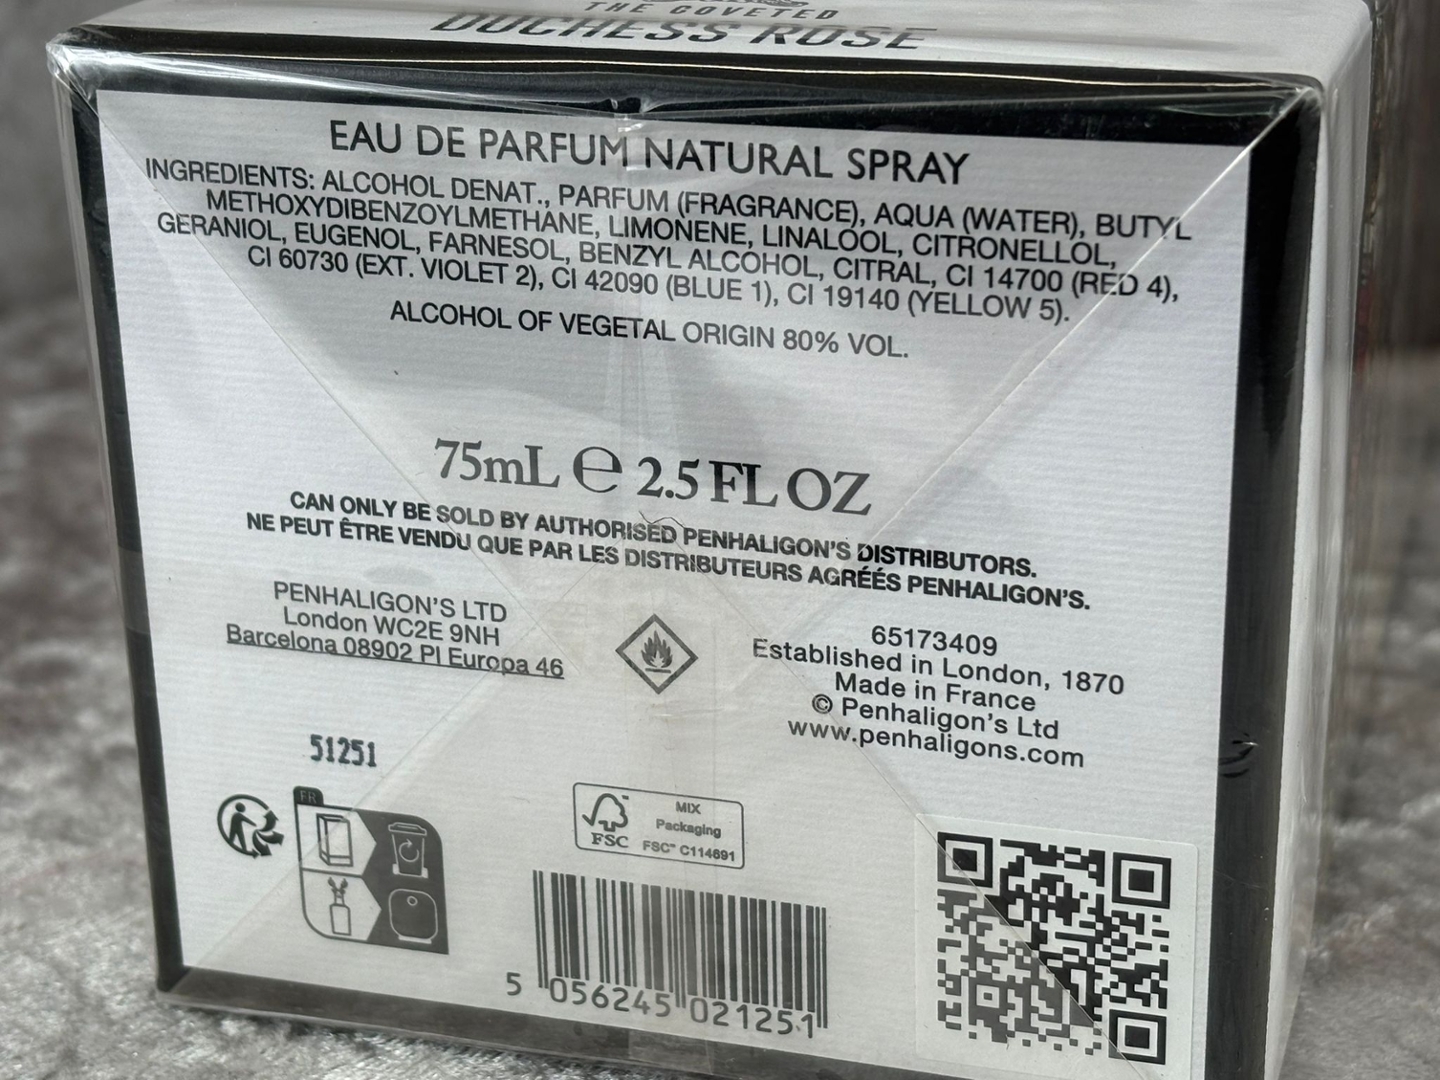 THE COVETED
DUCHESS ROSE
EAU DE PARFUM NATURAL SPRAY
INGREDIENTS: ALCOHOL DENAT., PARFUM (FRAGRANCE), AQUA (WATER), BUTYL
METHOXYDIBENZOYLMETHANE, LIMONENE, LINALOOL, CITRONELLOL,
GERANIOL, EUGENOL, FARNESOL, BENZYL ALCOHOL, CITRAL, CI 14700 (RED 4),
CI 60730 (EXT. VIOLET 2), CI 42090 (BLUE 1), CI 19140 (YELLOW 5).
ALCOHOL OF VEGETAL ORIGIN 80% VOL.
75mL ℮ 2.5 FL OZ
CAN ONLY BE SOLD BY AUTHORISED PENHALIGON'S DISTRIBUTORS.
NE PEUT ÊTRE VENDU QUE PAR LES DISTRIBUTEURS AGRÉÉS PENHALIGON'S.
PENHALIGON'S LTD
London WC2E 9NH
Barcelona 08902 Pl Europa 46
65173409
Established in London, 1870
Made in France
© Penhaligon's Ltd
www.penhaligons.com
51251
FR
FSC
MIX
Packaging
FSC™ C114691
5 056245 021251